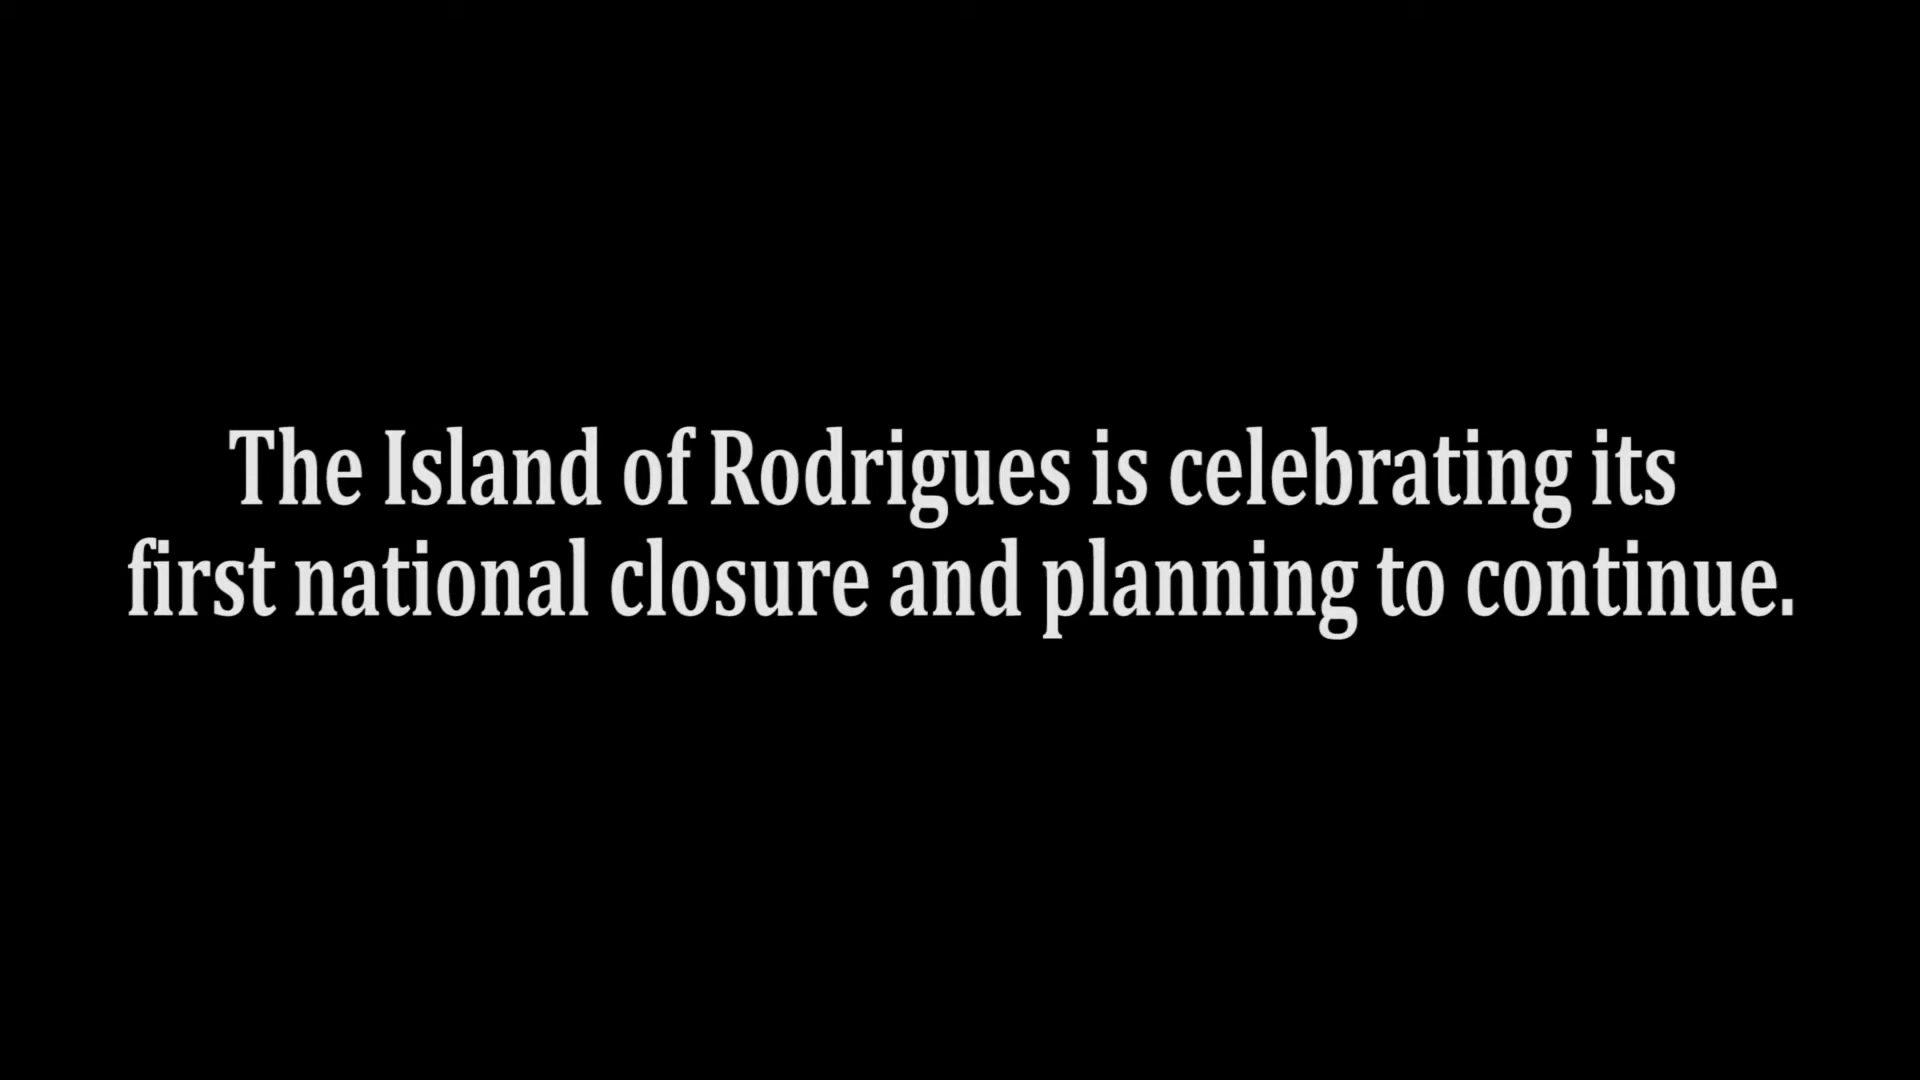 The Island of Rodrigues is celebrating its
first national closure and planning to continue.